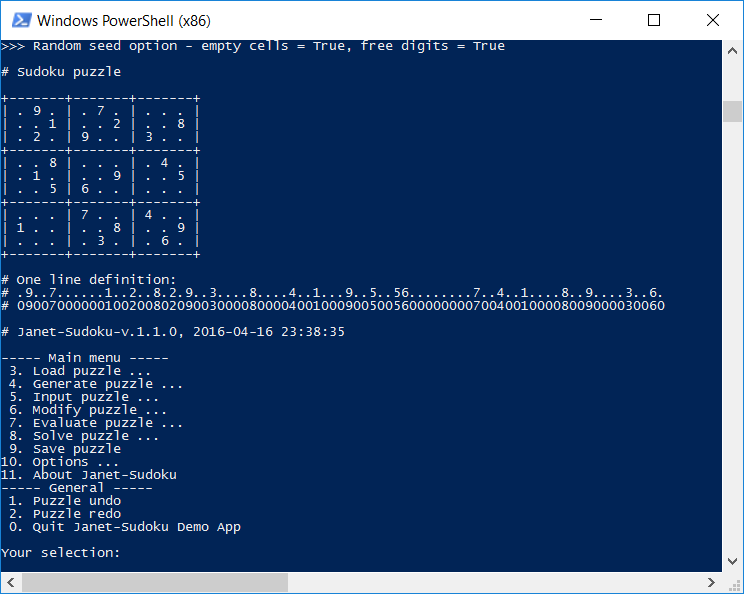 Windows PowerShell (x86)
>>> Random seed option - empty cells = True, free digits = True
# Sudoku puzzle
+-------+-------+-------+
| . 9 . | . 7 . | . . . |
| . . 1 | . . 2 | . . 8 |
| . 2 . | 9 . . | 3 . . |
+-------+-------+-------+
| . . 8 | . . . | . 4 . |
| . 1 . | . . 9 | . . 5 |
| . . 5 | 6 . . | . . . |
+-------+-------+-------+
| . . . | 7 . . | 4 . . |
| 1 . . | . . 8 | . . 9 |
| . . . | . 3 . | . 6 . |
+-------+-------+-------+
# One line definition:
# .9..7......1..2..8.2.9..3....8....4..1...9..5..56........7..4..1....8..9....3..6.
# 090070000001002008020900300008000040010009005005600000000700400100008009000030060
# Janet-Sudoku-v.1.1.0, 2016-04-16 23:38:35
----- Main menu -----
3. Load puzzle ...
4. Generate puzzle ...
5. Input puzzle ...
6. Modify puzzle ...
7. Evaluate puzzle ...
8. Solve puzzle ...
9. Save puzzle
10. Options ...
11. About Janet-Sudoku
----- General -----
1. Puzzle undo
2. Puzzle redo
0. Quit Janet-Sudoku Demo App
Your selection: